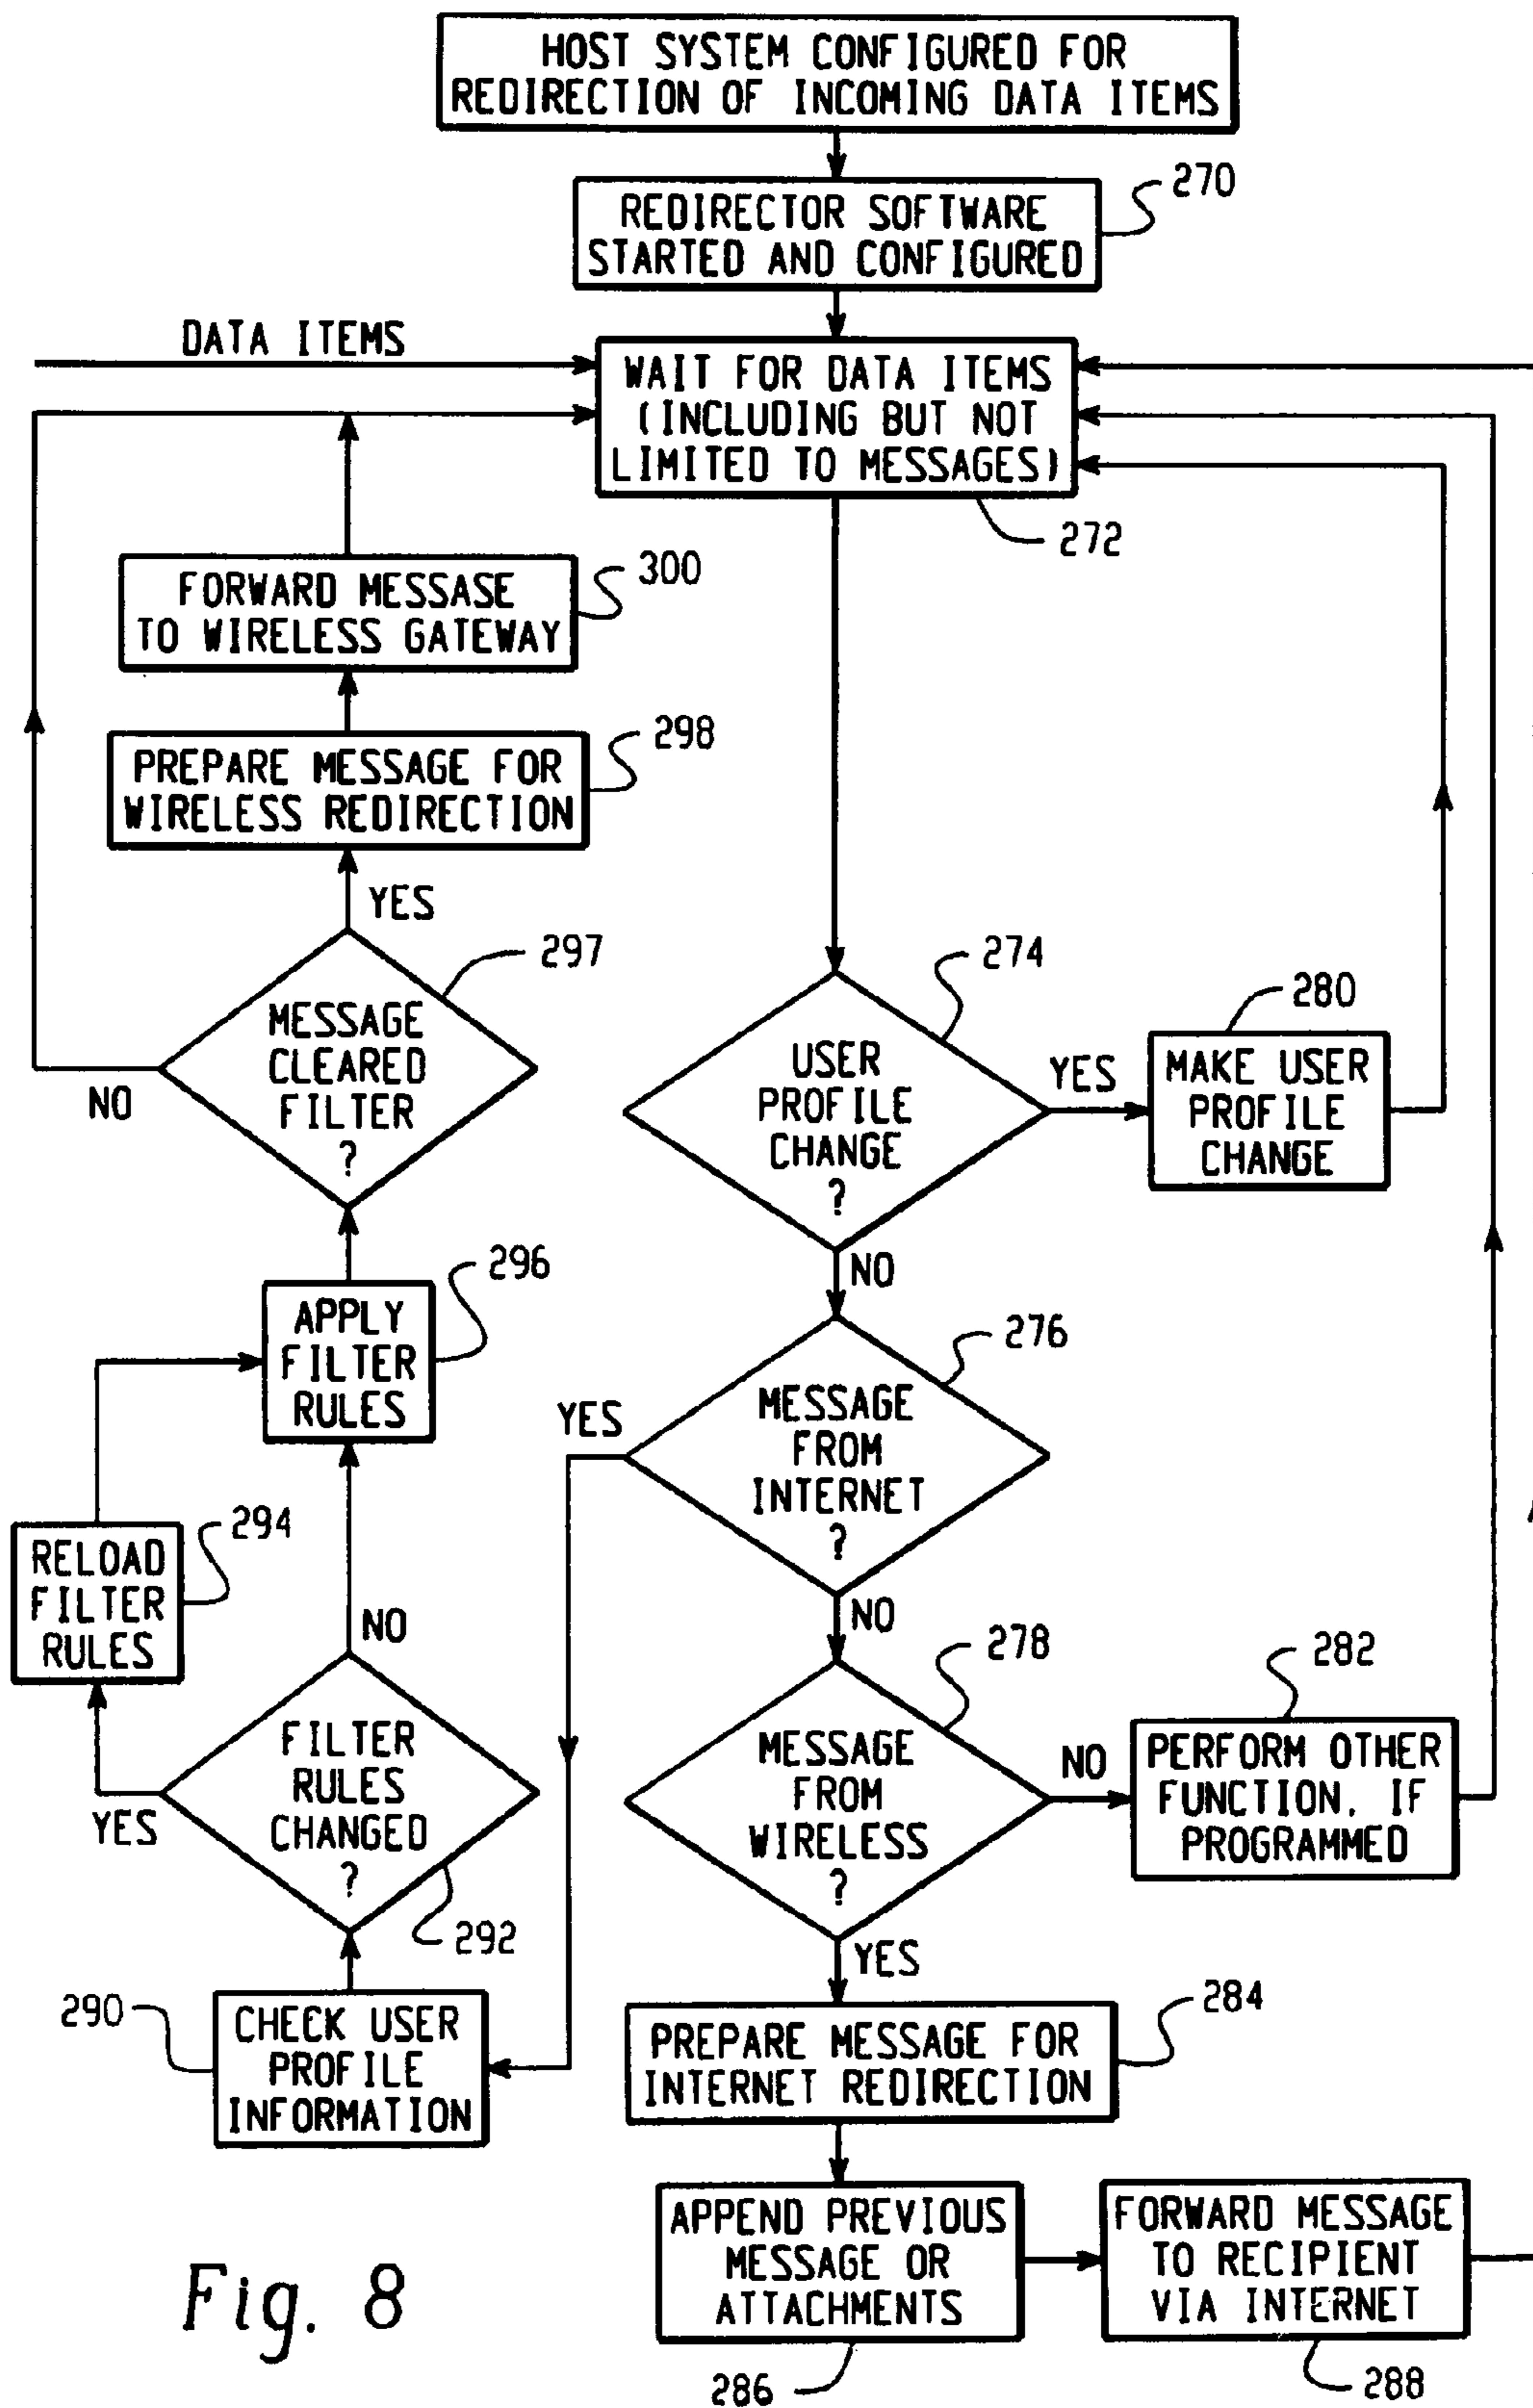 HOST SYSTEM CONFIGURED FOR
REDIRECTION OF INCOMING DATA ITEMS
270
REDIRECTOR SOFTWARE
STARTED AND CONFIGURED
DATA ITEMS
WAIT FOR DATA ITEMS
(INCLUDING BUT NOT
LIMITED TO MESSAGES)
272
300
FORWARD MESSASE
TO WIRELESS GATEWAY
298
PREPARE MESSAGE FOR
WIRELESS REDIRECTION
YES
297
MESSAGE
CLEARED
FILTER
?
NO
274
USER
PROFILE
CHANGE
?
YES
280
MAKE USER
PROFILE
CHANGE
NO
296
APPLY
FILTER
RULES
276
MESSAGE
FROM
INTERNET
?
YES
NO
294
RELOAD
FILTER
RULES
NO
278
MESSAGE
FROM
WIRELESS
?
NO
282
PERFORM OTHER
FUNCTION, IF
PROGRAMMED
FILTER
RULES
CHANGED
?
YES
292
YES
290
CHECK USER
PROFILE
INFORMATION
284
PREPARE MESSAGE FOR
INTERNET REDIRECTION
APPEND PREVIOUS
MESSAGE OR
ATTACHMENTS
286
FORWARD MESSAGE
TO RECIPIENT
VIA INTERNET
288
Fig. 8